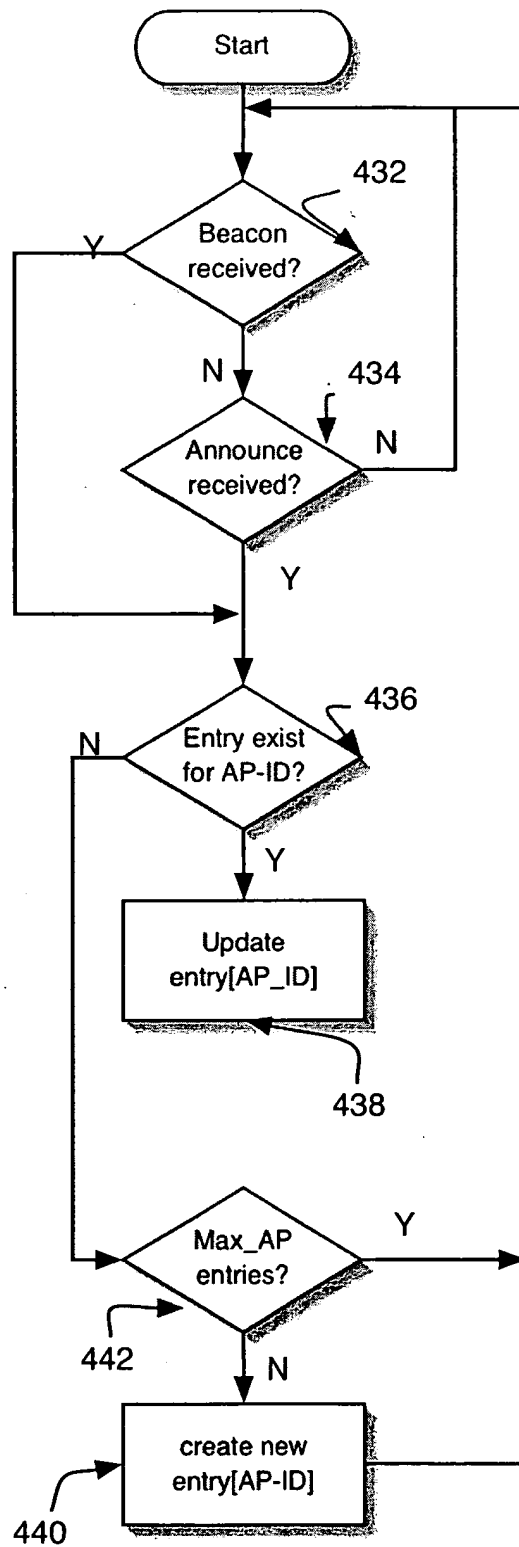 Start
432
Beacon
received?
Y
N
434
Announce
received?
N
Y
436
Entry exist
for AP-ID?
N
Y
Update
entry[AP_ID]
438
Max_AP
entries?
Y
442
N
create new
entry[AP-ID]
440